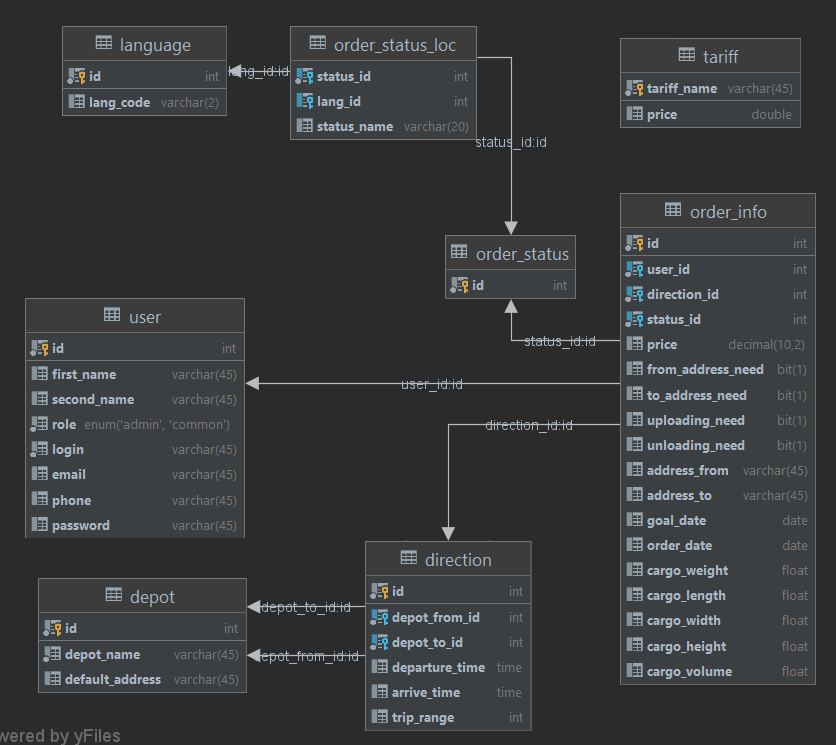 language
id int
lang_code varchar(2)
lang_id:id
order_status_loc
status_id int
lang_id int
status_name varchar(20)
status_id:id
tariff
tariff_name varchar(45)
price double
order_status
id int
status_id:id
order_info
id int
user_id int
direction_id int
status_id int
price decimal(10,2)
from_address_need bit(1)
to_address_need bit(1)
uploading_need bit(1)
unloading_need bit(1)
address_from varchar(45)
address_to varchar(45)
goal_date date
order_date date
cargo_weight float
cargo_length float
cargo_width float
cargo_height float
cargo_volume float
user
id int
first_name varchar(45)
second_name varchar(45)
role enum('admin', 'common')
login varchar(45)
email varchar(45)
phone varchar(45)
password varchar(45)
user_id:id
direction_id:id
depot
id int
depot_name varchar(45)
default_address varchar(45)
depot_to_id:id
depot_from_id:id
direction
id int
depot_from_id int
depot_to_id int
departure_time time
arrive_time time
trip_range int
wered by yFiles